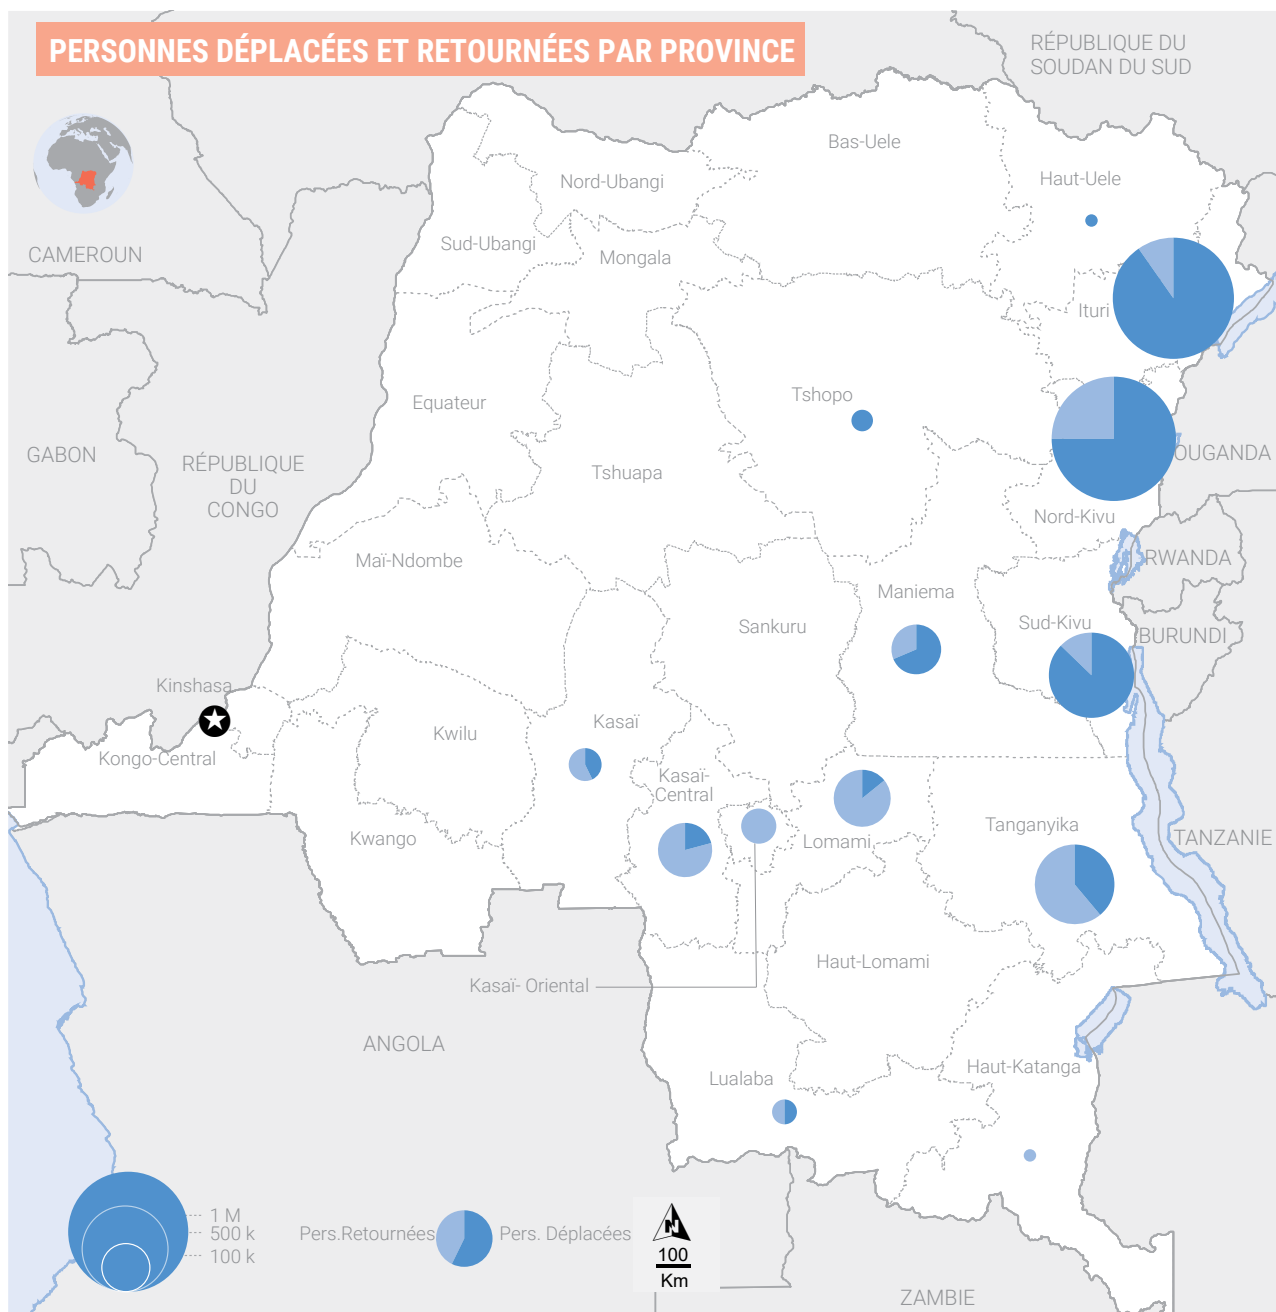 PERSONNES DÉPLACÉES ET RETOURNÉES PAR PROVINCE
RÉPUBLIQUE DU
SOUDAN DU SUD
Bas-Uele
Haut-Uele
Nord-Ubangi
Sud-Ubangi
Mongala
CAMEROUN
Ituri
Equateur
Tshopo
GABON
RÉPUBLIQUE
DU
CONGO
Tshuapa
OUGANDA
Nord-Kivu
Maï-Ndombe
RWANDA
Maniema
Sankuru
Sud-Kivu
BURUNDI
Kinshasa
Kasaï
Kwilu
Kongo-Central
Kasaï-
Central
Kwango
Lomami
Tanganyika
TANZANIE
Haut-Lomami
Kasaï- Oriental
ANGOLA
Haut-Katanga
Lualaba
1 M
500 k
100 k
Pers.Retournées
Pers. Déplacées
N
100
Km
ZAMBIE